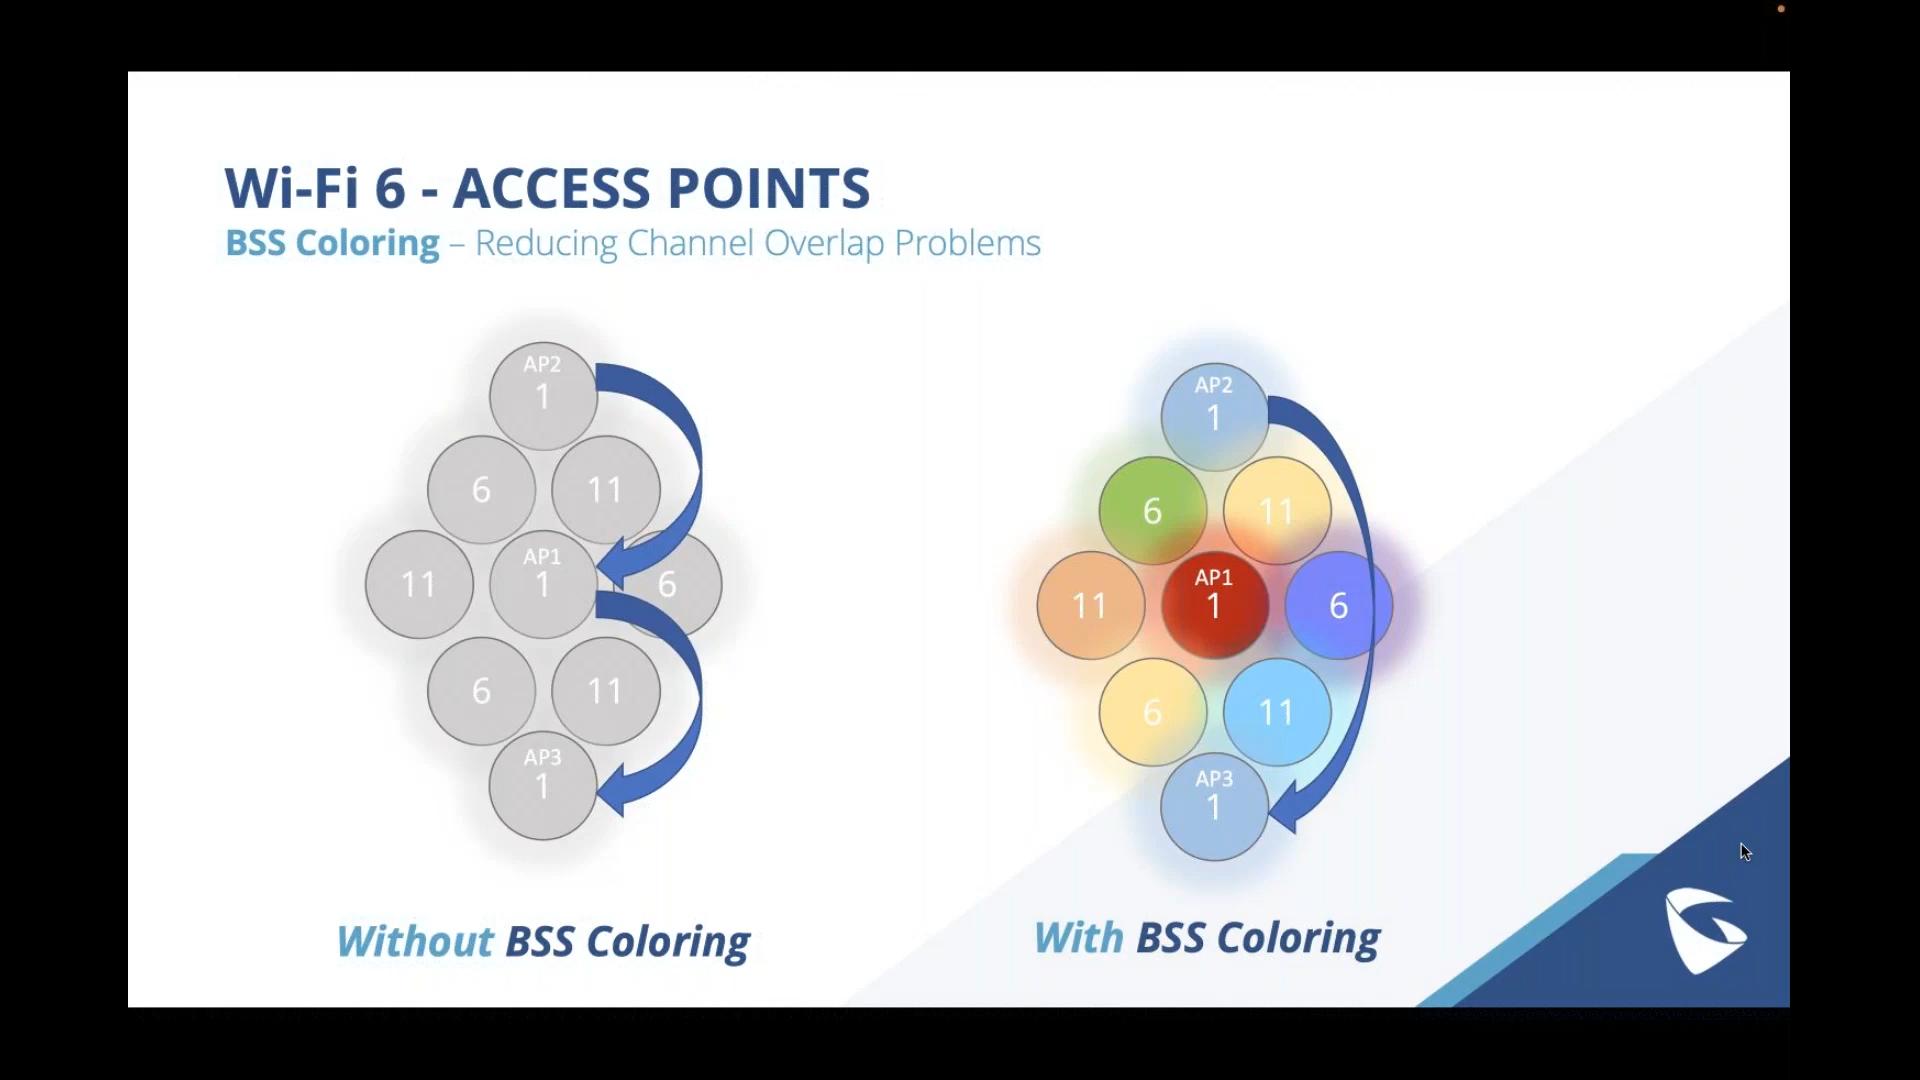 Wi-Fi 6 - ACCESS POINTS
BSS Coloring – Reducing Channel Overlap Problems
AP2
1
6 11
11
AP1
1
6
6 11
AP3
1
Without BSS Coloring
AP2
1
6 11
11
AP1
1
6
6 11
AP3
1
With BSS Coloring